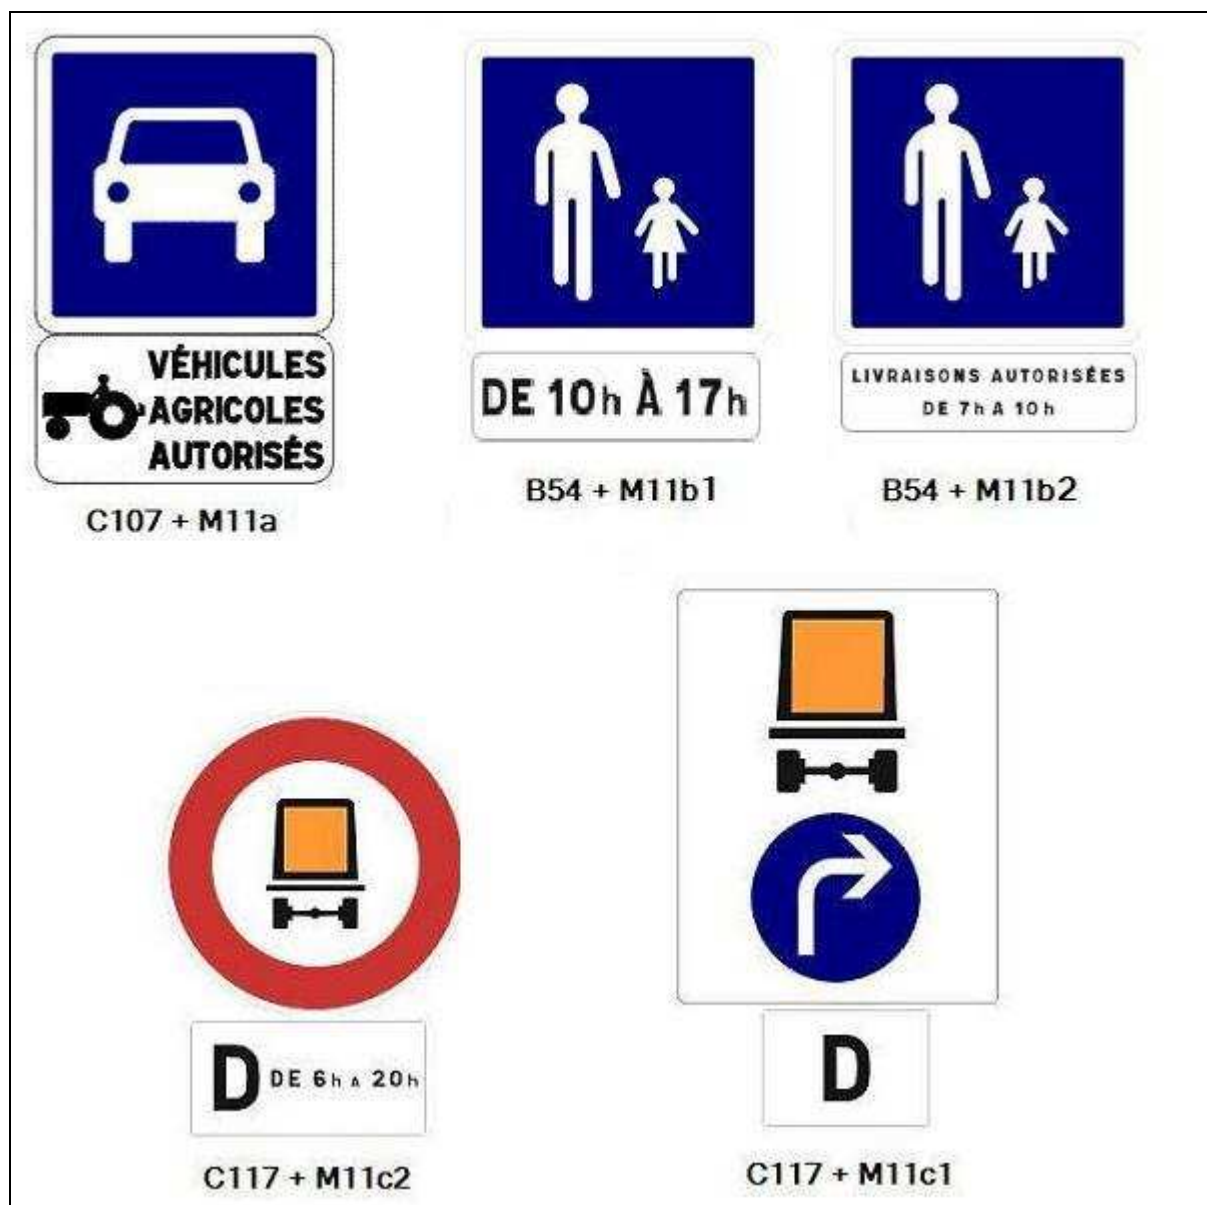 VÉHICULES
AGRICOLES
AUTORISÉS
C107 + M11a
DE 10h À 17h
B54 + M11b1
LIVRAISONS AUTORISÉES
DE 7h A 10h
B54 + M11b2
D DE 6h A 20h
C117 + M11c2
D
C117 + M11c1